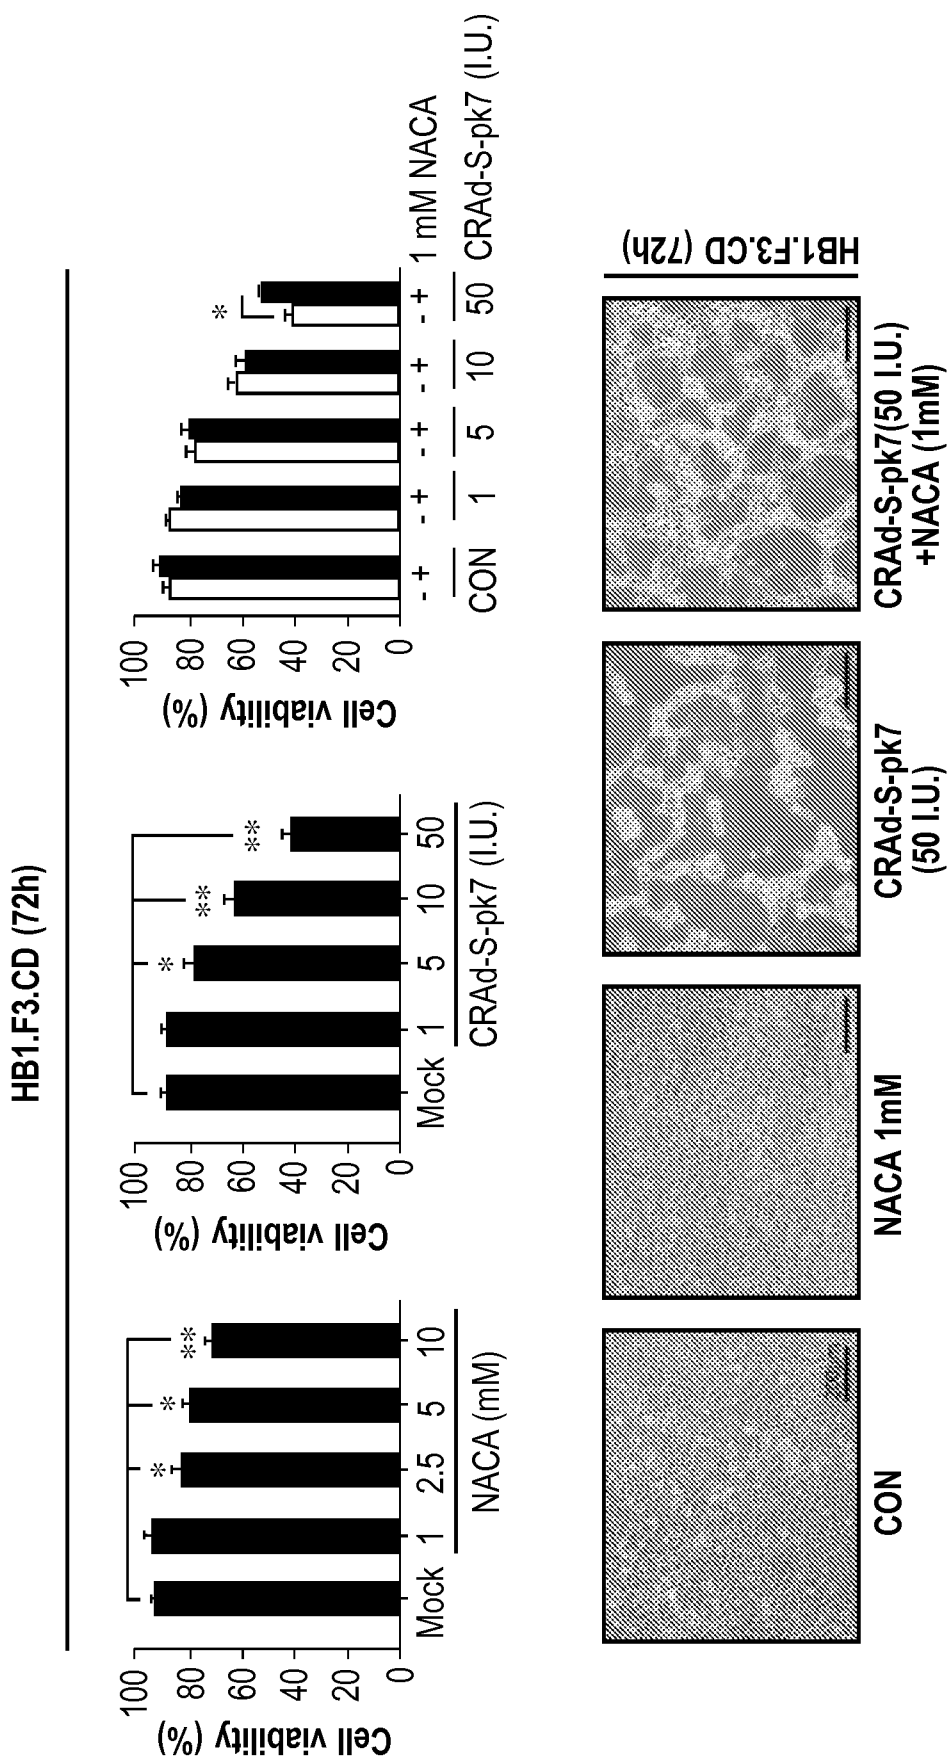 HB1.F3.CD (72h)
Cell viability (%)
100
80
60
40
20
0
* * **
Mock 1 2.5 5 10
NACA (mM)
Cell viability (%)
100
80
60
40
20
0
* ** **
Mock 1 5 10 50
CRAd-S-pk7 (I.U.)
Cell viability (%)
100
80
60
40
20
0
*
- + - + - + - + - + 1 mM NACA
CON 1 5 10 50 CRAd-S-pk7 (I.U.)
CON
NACA 1mM
CRAd-S-pk7
(50 I.U.)
CRAd-S-pk7(50 I.U.)
+NACA (1mM)
HB1.F3.CD (72h)